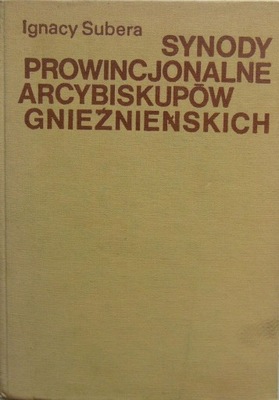 Ignacy Subera
SYNODY
PROWINCJONALNE
ARCYBISKUPÓW
GNIEŹNIEŃSKICH